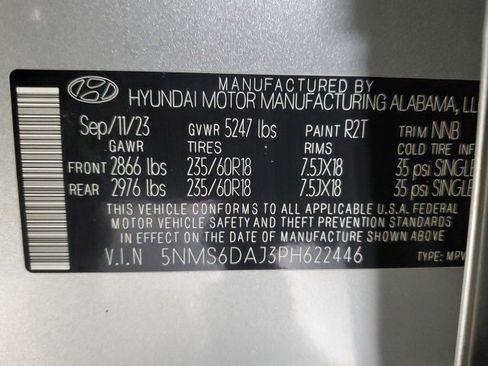 MANUFACTURED BY
HYUNDAI MOTOR MANUFACTURING ALABAMA, LL
Sep/11/23 GVWR 5247 lbs PAINT R2T TRIM NNB
GAWR TIRES RIMS COLD TIRE INF
FRONT 2866 lbs 235/60R18 7.5JX18 35 psi SINGLE
REAR 2976 lbs 235/60R18 7.5JX18 35 psi SINGLE
THIS VEHICLE CONFORMS TO ALL APPLICABLE U.S.A. FEDERAL
MOTOR VEHICLE SAFETY AND THEFT PREVENTION STANDARDS
IN EFFECT ON THE DATE OF MANUFACTURE SHOWN ABOVE.
V.I.N 5NMS6DAJ3PH622446 TYPE: MPV